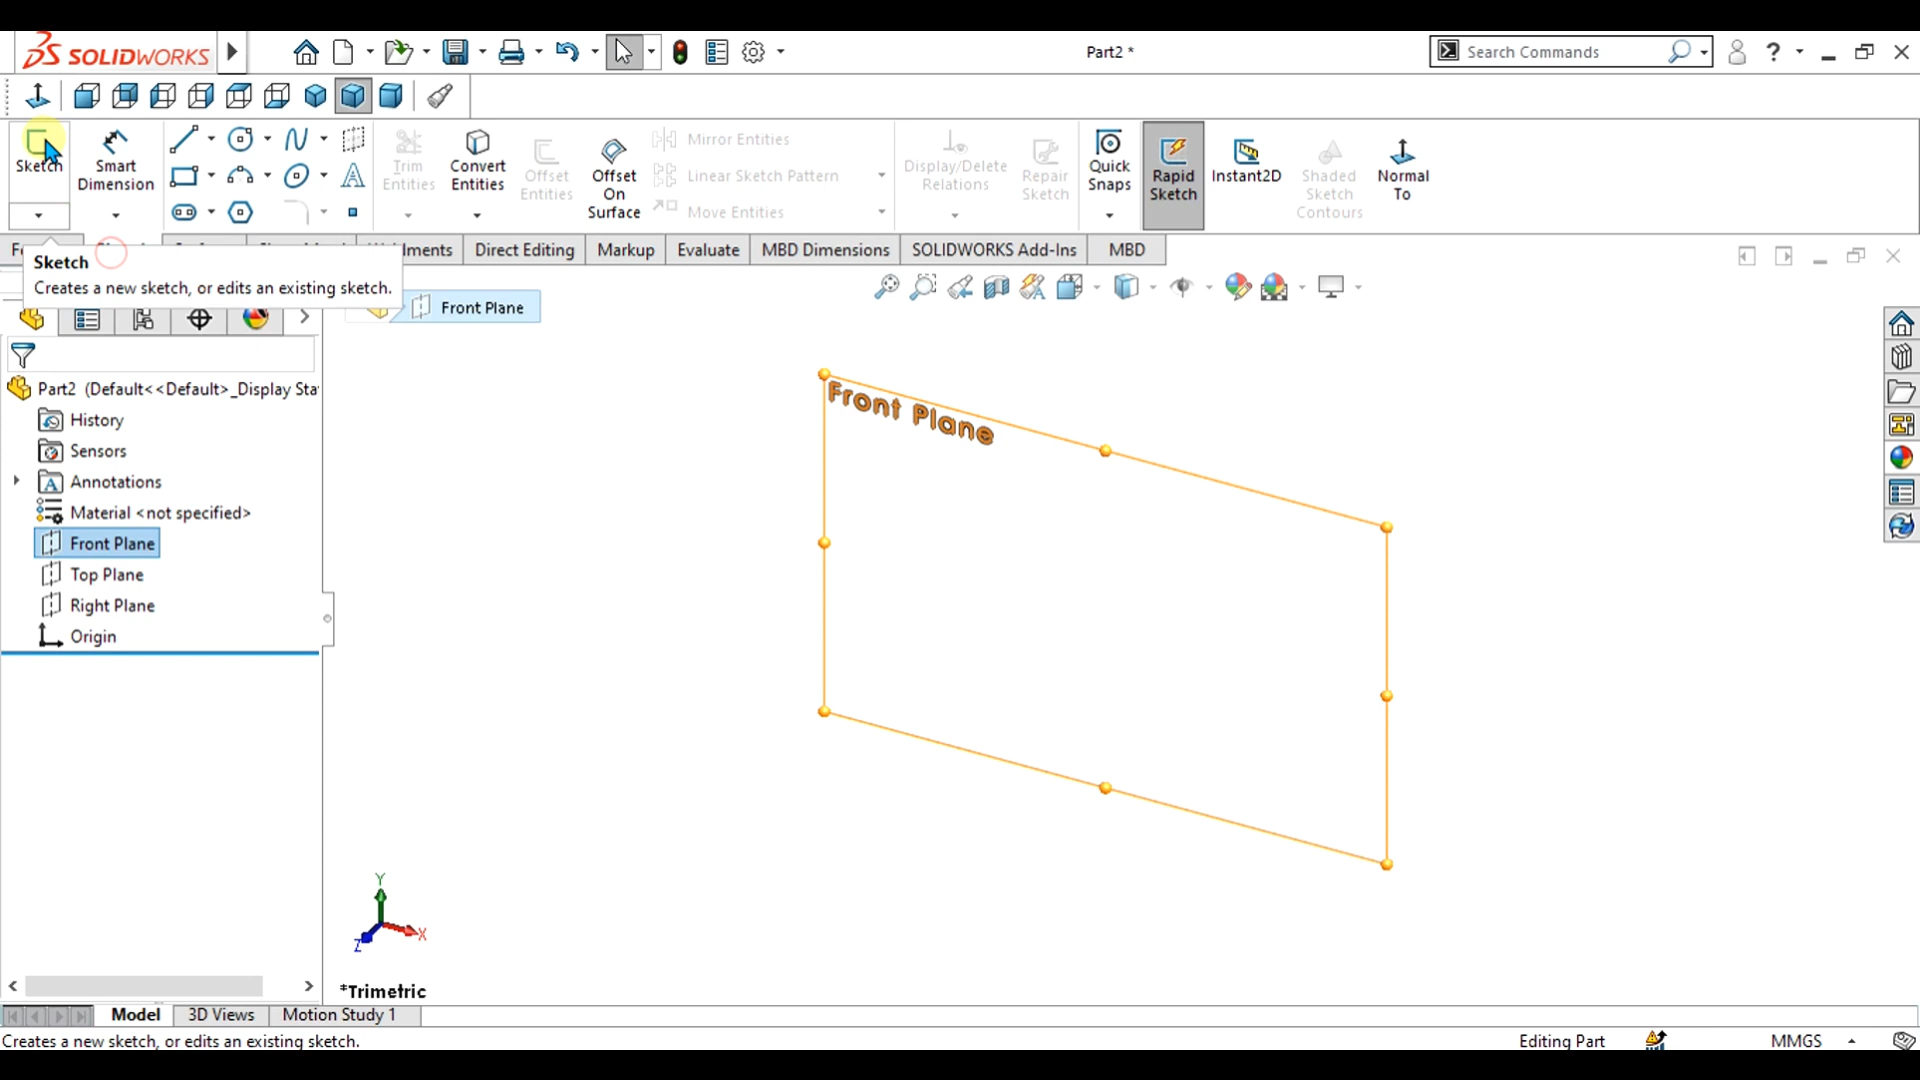 SOLIDWORKS
Part2 *
Search Commands
?
Sketch
Smart Dimension
Trim Entities
Convert Entities
Offset Entities
Offset On Surface
Mirror Entities
Linear Sketch Pattern
Move Entities
Display/Delete Relations
Repair Sketch
Quick Snaps
Rapid Sketch
Instant2D
Shaded Sketch Contours
Normal To
Direct Editing
Markup
Evaluate
MBD Dimensions
SOLIDWORKS Add-Ins
MBD
Sketch
Creates a new sketch, or edits an existing sketch.
Front Plane
Part2 (Default<<Default>_Display Sta
History
Sensors
Annotations
Material <not specified>
Front Plane
Top Plane
Right Plane
Origin
Front Plane
Y
X
Z
*Trimetric
Model
3D Views
Motion Study 1
Creates a new sketch, or edits an existing sketch.
Editing Part
MMGS